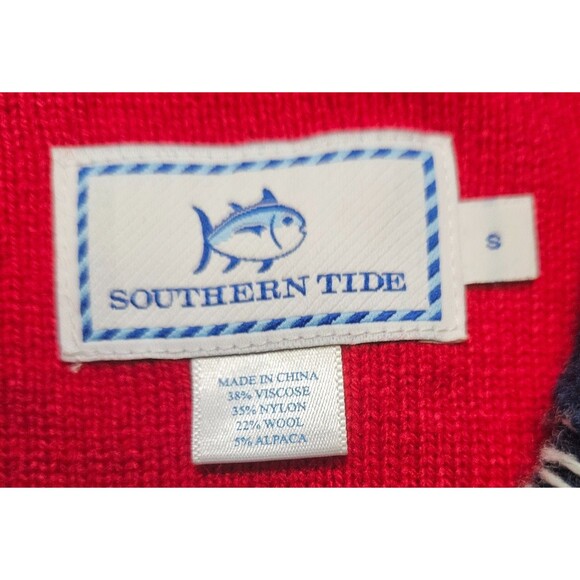 SOUTHERN TIDE
S
MADE IN CHINA
38% VISCOSE
35% NYLON
22% WOOL
5% ALPACA